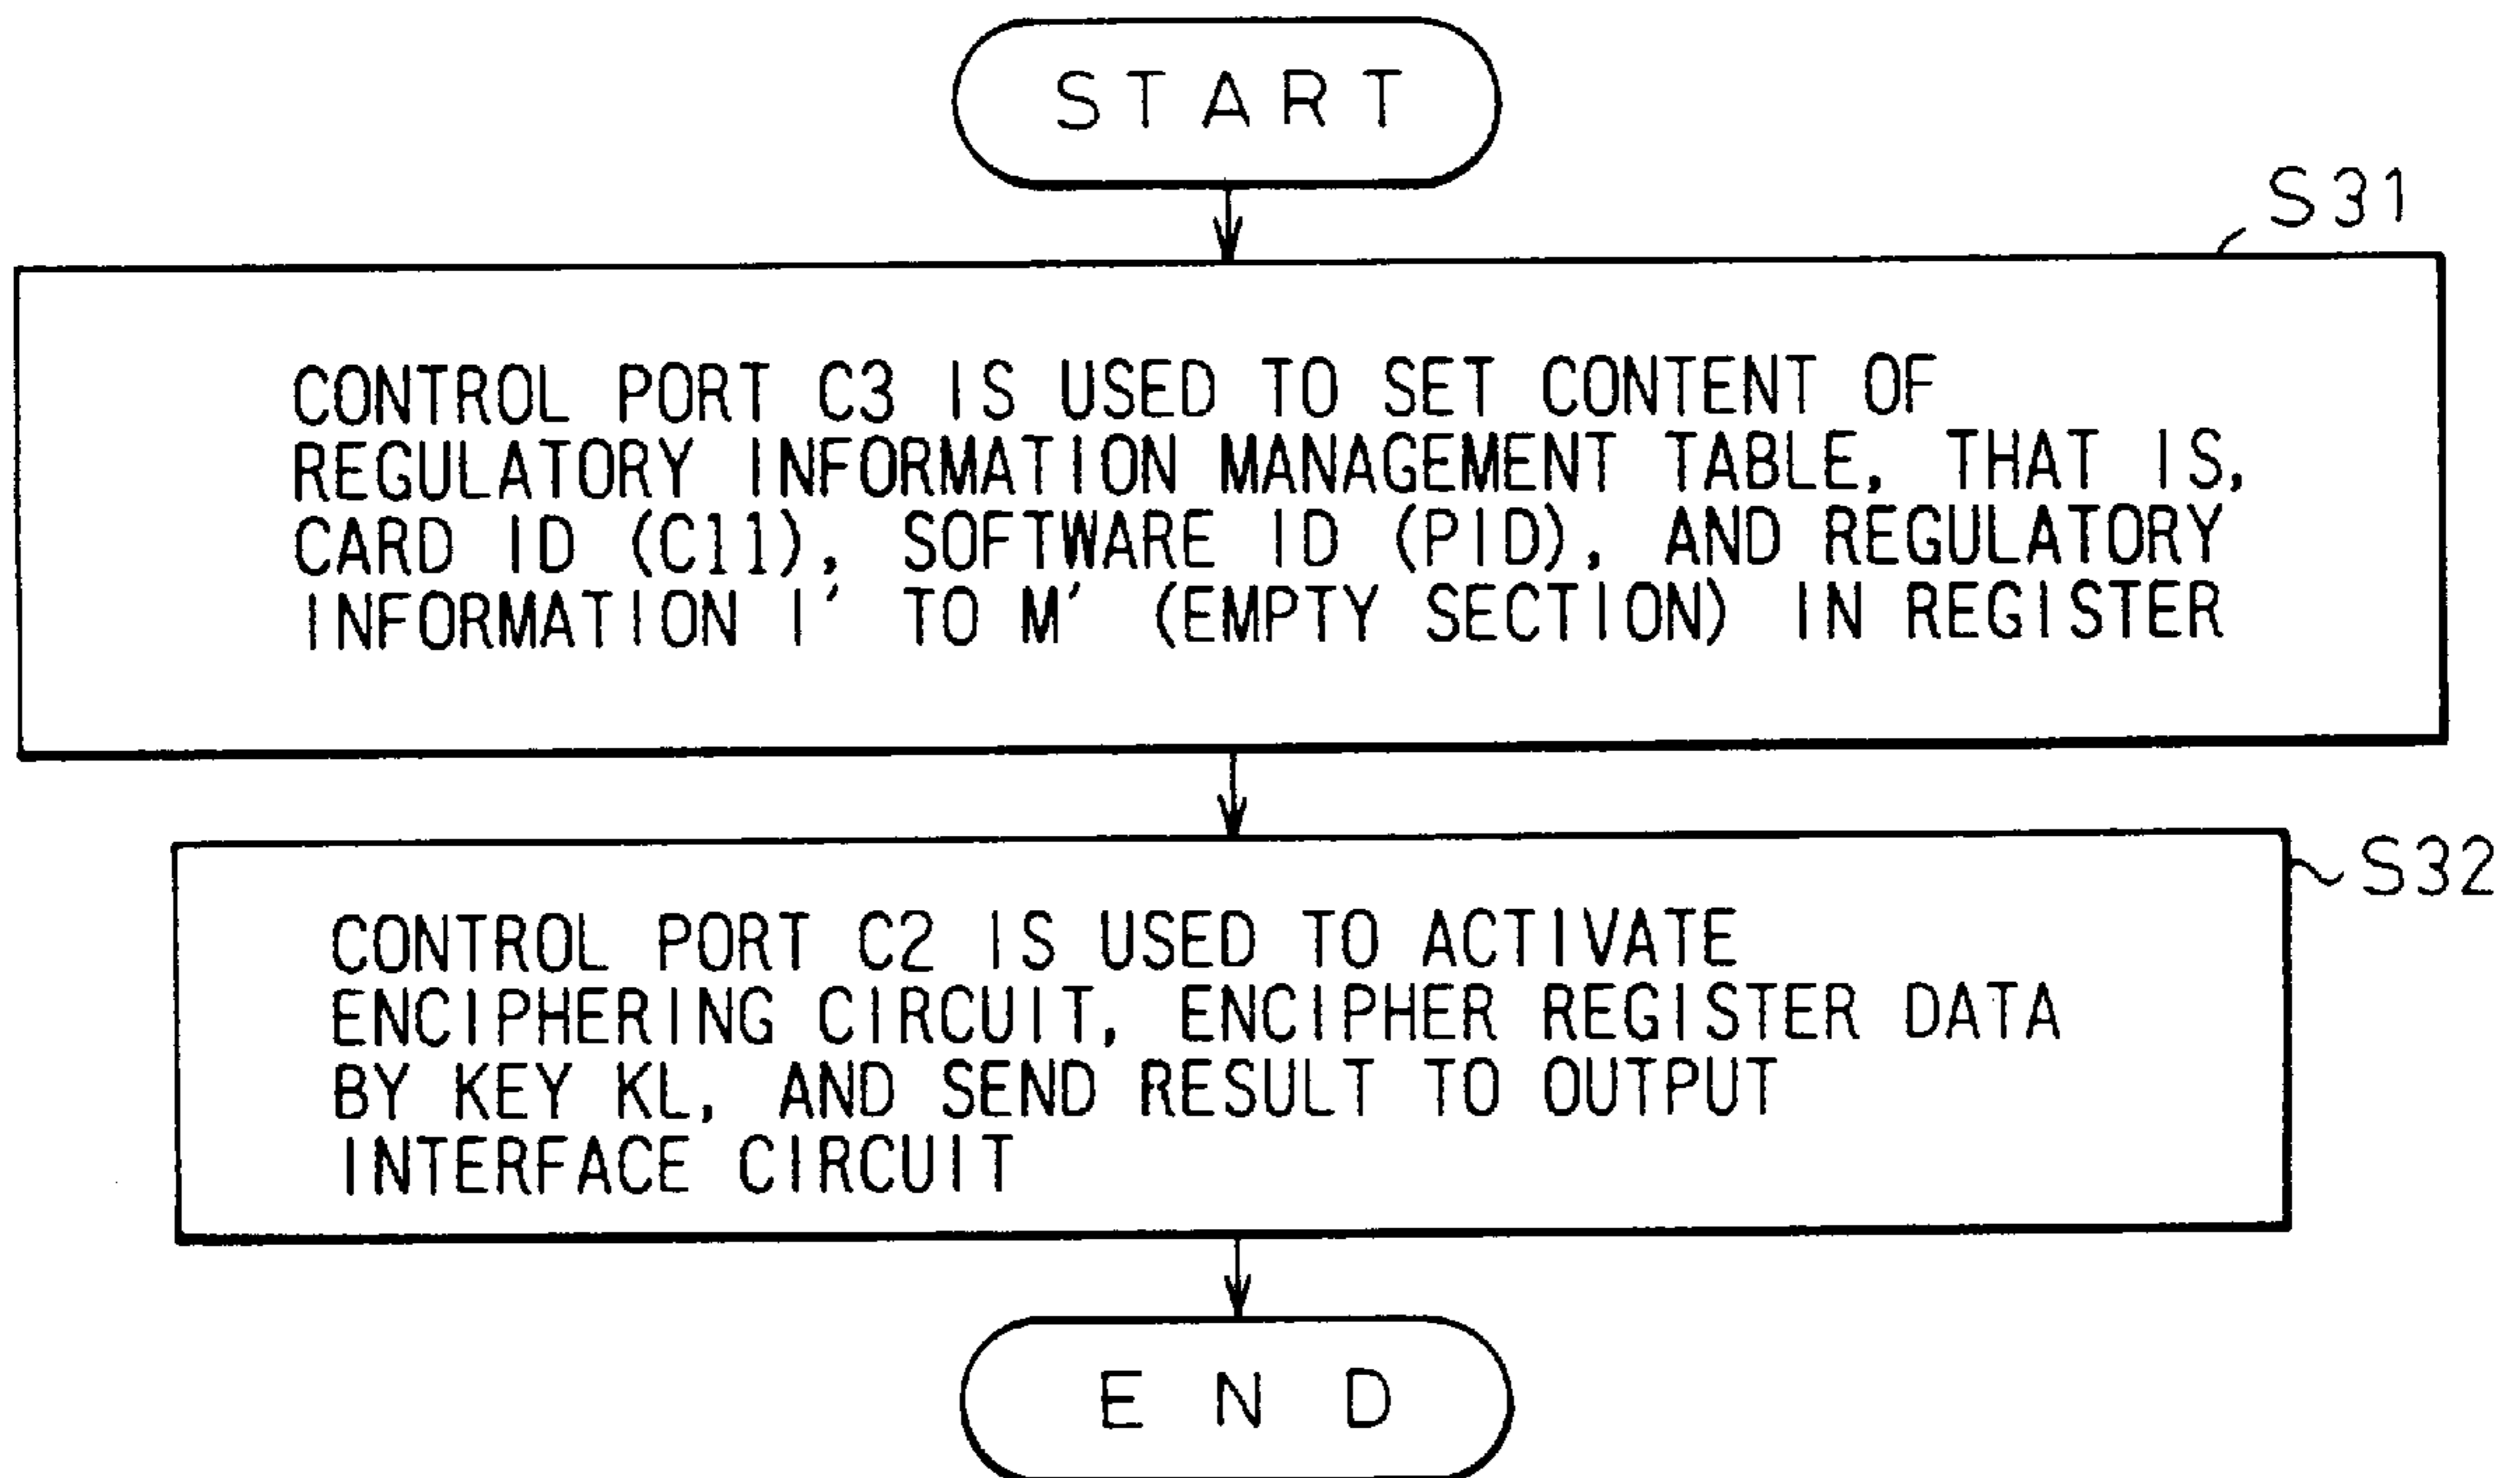 START
S31
CONTROL PORT C3 IS USED TO SET CONTENT OF
REGULATORY INFORMATION MANAGEMENT TABLE, THAT IS,
CARD ID (C11), SOFTWARE ID (PID), AND REGULATORY
INFORMATION I' TO M' (EMPTY SECTION) IN REGISTER
S32
CONTROL PORT C2 IS USED TO ACTIVATE
ENCIPHERING CIRCUIT, ENCIPHER REGISTER DATA
BY KEY KL, AND SEND RESULT TO OUTPUT
INTERFACE CIRCUIT
END